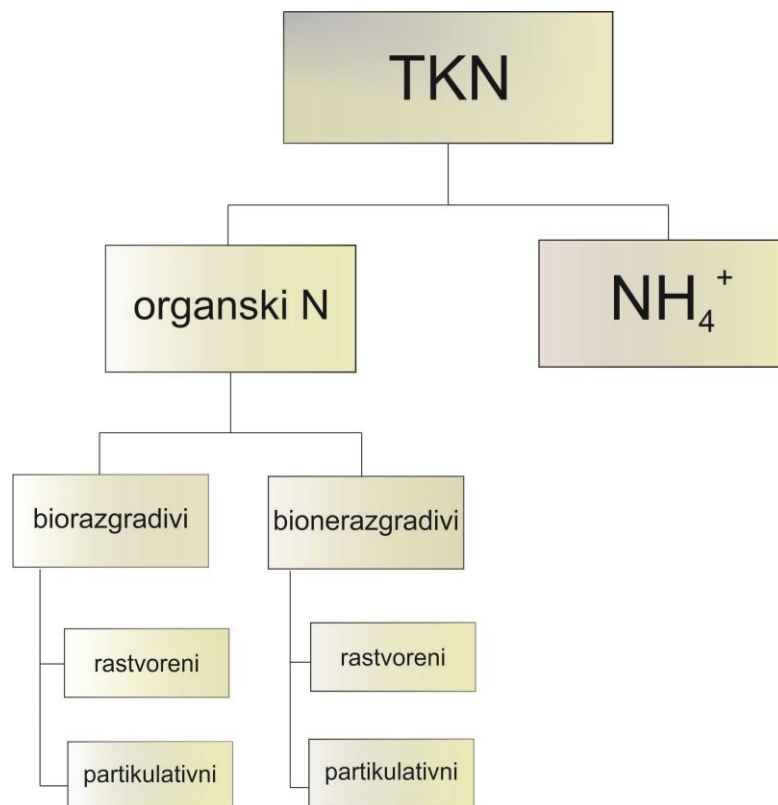 TKN
organski N
NH₄⁺
biorazgradivi
bionerazgradivi
rastvoreni
rastvoreni
partikulativni
partikulativni